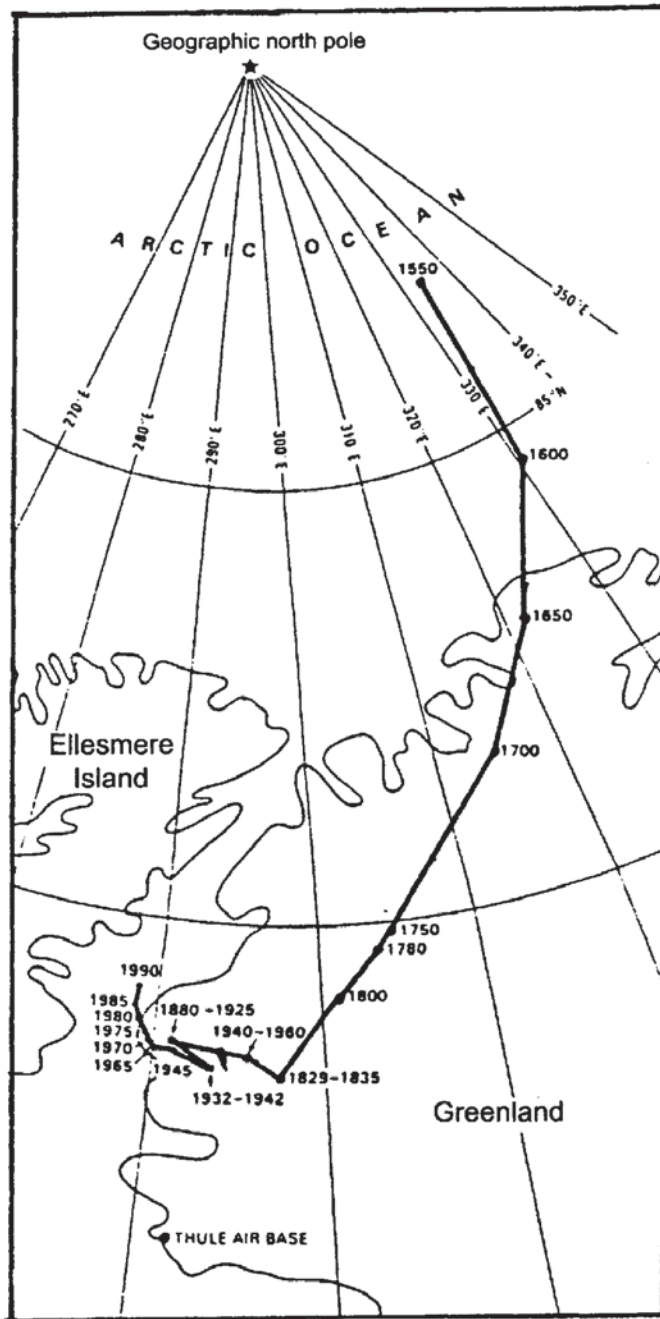 Geographic north pole
ARCTIC OCEAN
1550
350°E
340°E
330°E
320°E
310°E
300°E
290°E
280°E
270°E
85°N
1600
1650
Ellesmere
Island
1700
1750
1780
1800
1990
1985
1980
1975
1970
1965
1880-1925
1940-1960
1945
1932-1942
1829-1835
Greenland
THULE AIR BASE